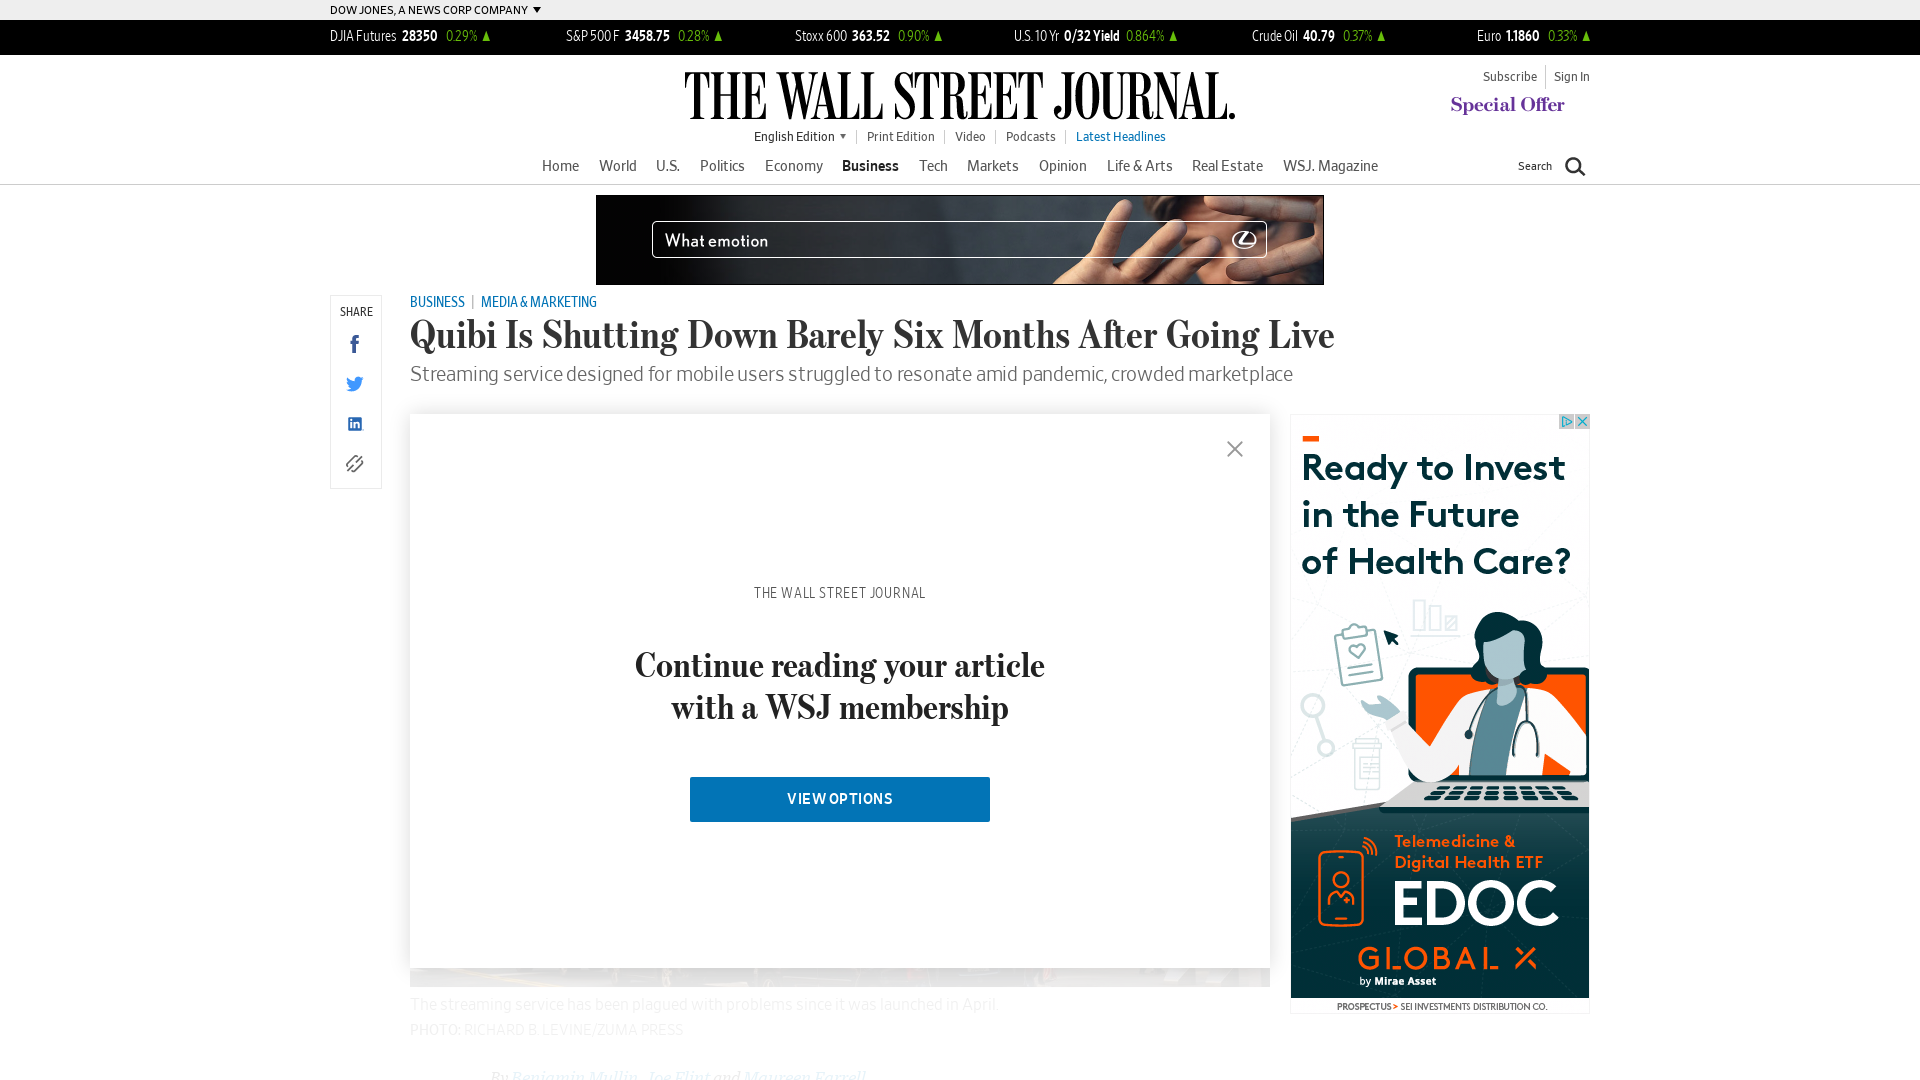 DOW JONES, A NEWS CORP COMPANY
DJIA Futures 28350 0.29% S&P 500 F 3458.75 0.28% Stoxx 600 363.52 0.90% U.S. 10 Yr 0/32 Yield 0.864% Crude Oil 40.79 0.37% Euro 1.1860 0.33%
THE WALL STREET JOURNAL.
Subscribe Sign In
Special Offer
English Edition Print Edition Video Podcasts Latest Headlines
Home World U.S. Politics Economy Business Tech Markets Opinion Life & Arts Real Estate WSJ. Magazine
Search
What emotion
BUSINESS | MEDIA & MARKETING
Quibi Is Shutting Down Barely Six Months After Going Live
Streaming service designed for mobile users struggled to resonate amid pandemic, crowded marketplace
SHARE
THE WALL STREET JOURNAL
Continue reading your article
with a WSJ membership
VIEW OPTIONS
The streaming service has been plagued with problems since it was launched in April.
PHOTO: RICHARD B. LEVINE/ZUMA PRESS
By Benjamin Mullin, Joe Flint and Maureen Farrell
Ready to Invest
in the Future
of Health Care?
Telemedicine &
Digital Health ETF
EDOC
GLOBAL X
by Mirae Asset
PROSPECTUS > SEI INVESTMENTS DISTRIBUTION CO.